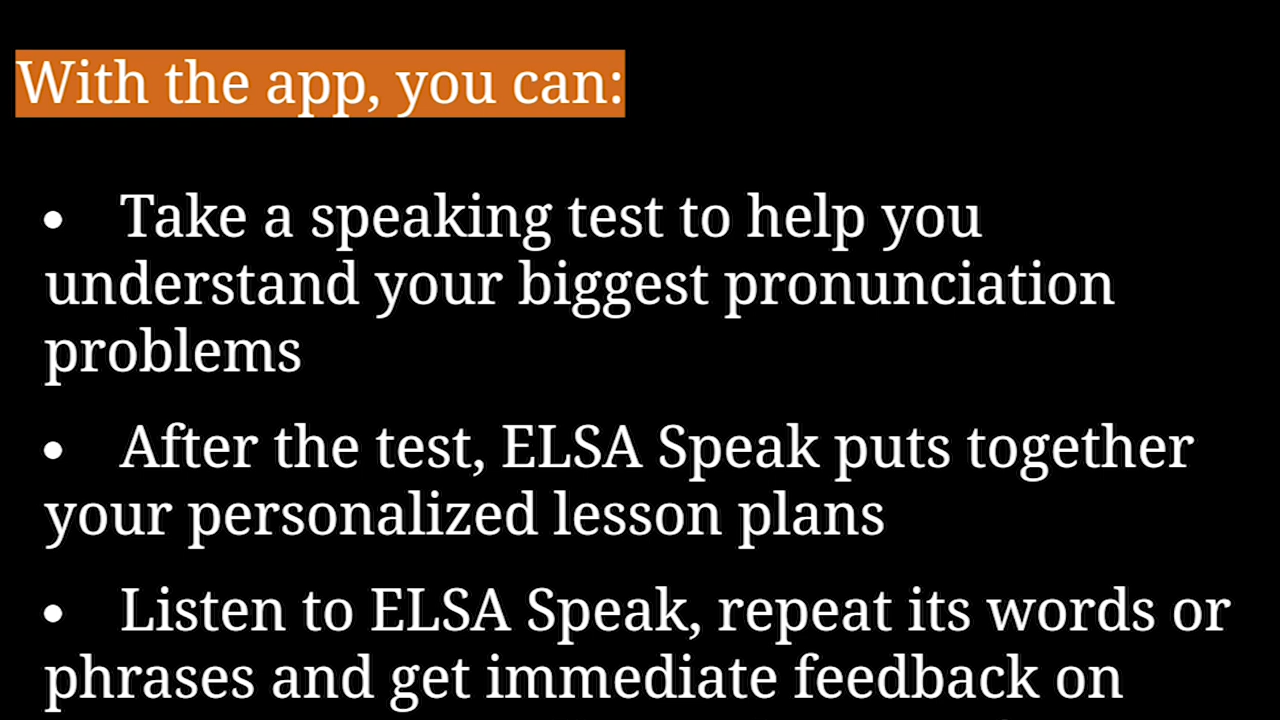 With the app, you can:
• Take a speaking test to help you
understand your biggest pronunciation
problems
• After the test, ELSA Speak puts together
your personalized lesson plans
• Listen to ELSA Speak, repeat its words or
phrases and get immediate feedback on